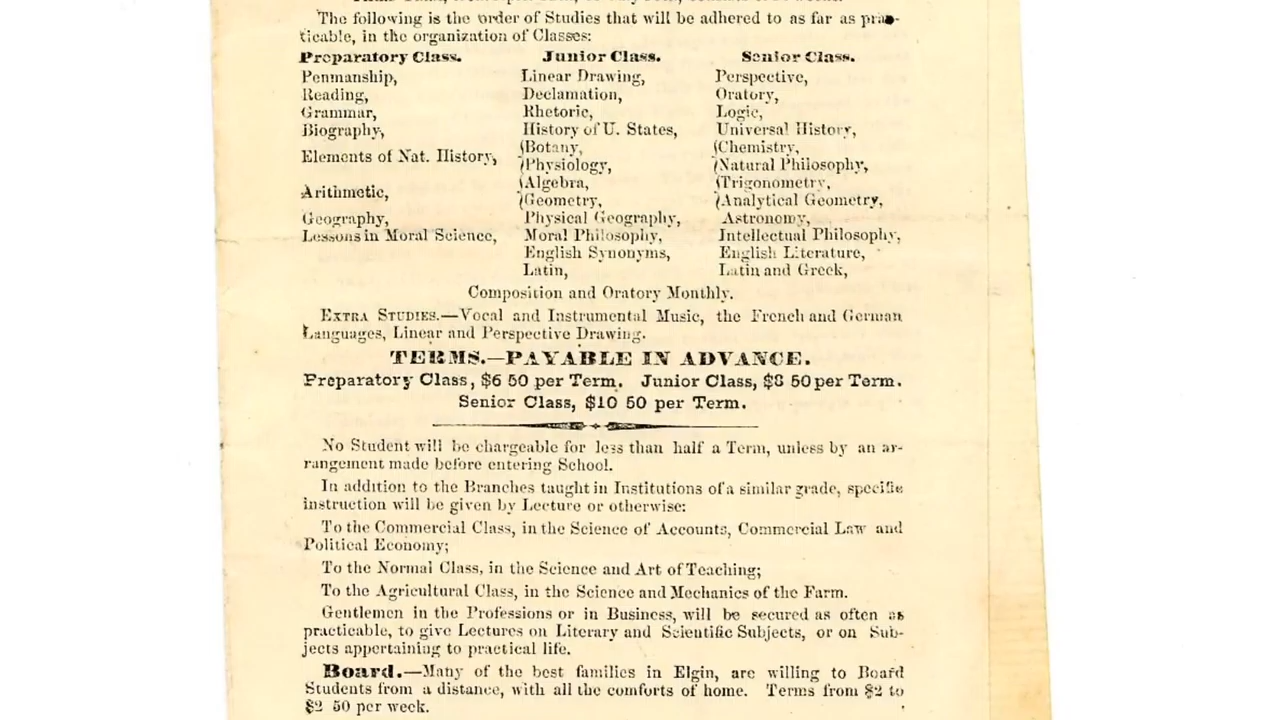 The following is the order of Studies that will be adhered to as far as prac-
ticable, in the organization of Classes:
Preparatory Class. Junior Class. Senior Class.
Penmanship, Linear Drawing, Perspective,
Reading, Declamation, Oratory,
Grammar, Rhetoric, Logic,
Biography, History of U. States, Universal History,
Elements of Nat. History, {Botany, {Chemistry,
{Physiology, {Natural Philosophy,
Arithmetic, {Algebra, {Trigonometry,
{Geometry, {Analytical Geometry,
Geography, Physical Geography, Astronomy,
Lessons in Moral Science, Moral Philosophy, Intellectual Philosophy,
English Synonyms, English Literature,
Latin, Latin and Greek,
Composition and Oratory Monthly.
EXTRA STUDIES.—Vocal and Instrumental Music, the French and German
Languages, Linear and Perspective Drawing.
TERMS.—PAYABLE IN ADVANCE.
Preparatory Class, $6 50 per Term. Junior Class, $8 50 per Term.
Senior Class, $10 50 per Term.
No Student will be chargeable for less than half a Term, unless by an ar-
rangement made before entering School.
In addition to the Branches taught in Institutions of a similar grade, specific
instruction will be given by Lecture or otherwise:
To the Commercial Class, in the Science of Accounts, Commercial Law and
Political Economy;
To the Normal Class, in the Science and Art of Teaching;
To the Agricultural Class, in the Science and Mechanics of the Farm.
Gentlemen in the Professions or in Business, will be secured as often as
practicable, to give Lectures on Literary and Scientific Subjects, or on Sub-
jects appertaining to practical life.
Board.—Many of the best families in Elgin, are willing to Board
Students from a distance, with all the comforts of home. Terms from $2 to
$2 50 per week.